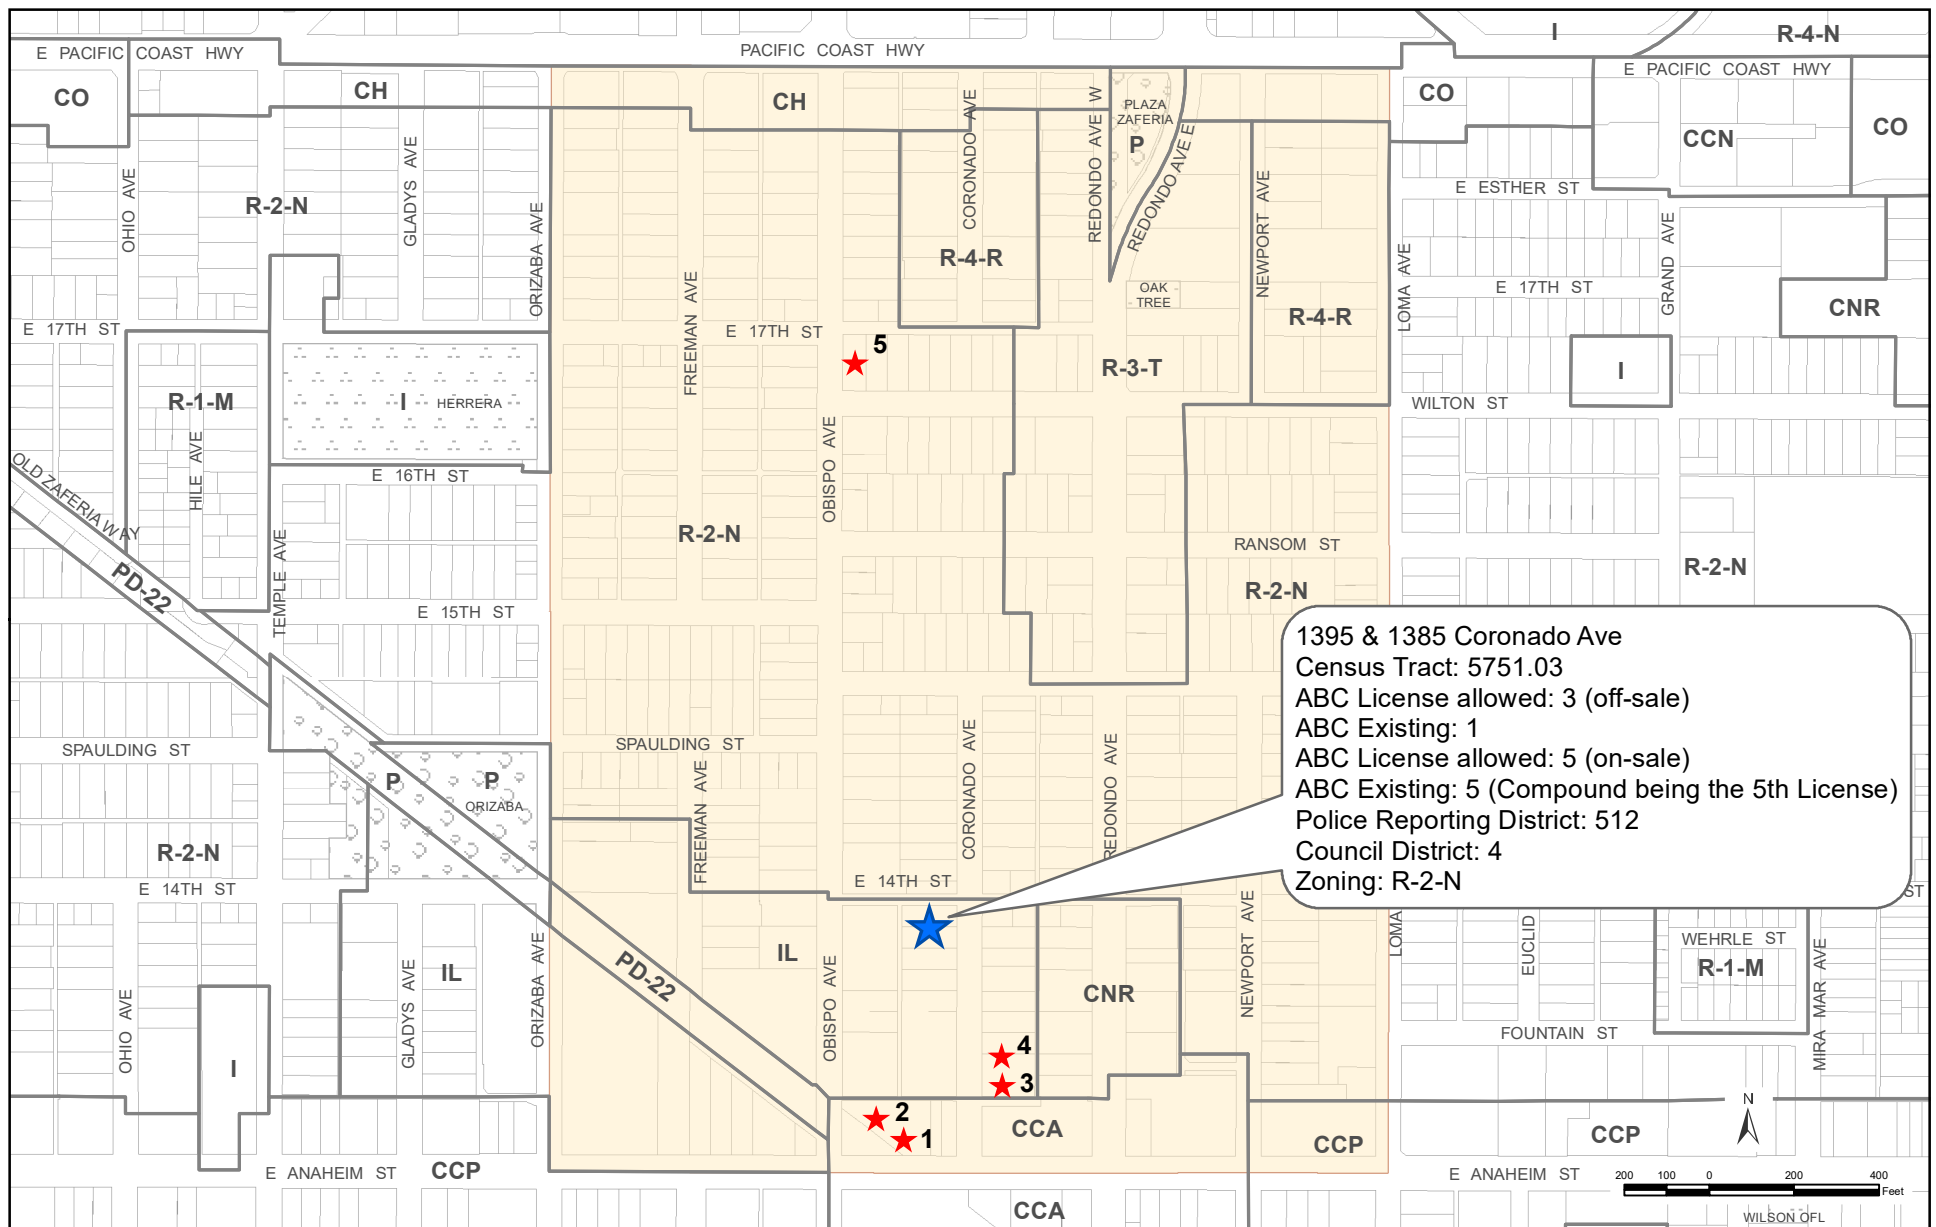 E PACIFIC COAST HWY
PACIFIC COAST HWY
I
R-4-N
E PACIFIC COAST HWY
CO
CH
CH
CORONADO AVE
REDONDO AVE W
PLAZA
ZAFERIA
P
REDONDO AVE E
CO
CCN
CO
OHIO AVE
R-2-N
GLADYS AVE
ORIZABA AVE
FREEMAN AVE
R-4-R
NEWPORT AVE
LOMA AVE
E ESTHER ST
GRAND AVE
OAK
TREE
E 17TH ST
CNR
E 17TH ST
E 17TH ST
R-4-R
5
R-3-T
I
R-1-M
I
HERRERA
WILTON ST
HILE AVE
OBISPO AVE
E 16TH ST
OLD ZAFERIA WAY
R-2-N
RANSOM ST
R-2-N
PD-22
TEMPLE AVE
E 15TH ST
R-2-N
1395 & 1385 Coronado Ave
Census Tract: 5751.03
ABC License allowed: 3 (off-sale)
ABC Existing: 1
ABC License allowed: 5 (on-sale)
ABC Existing: 5 (Compound being the 5th License)
Police Reporting District: 512
Council District: 4
Zoning: R-2-N
SPAULDING ST
SPAULDING ST
P
P
ORIZABA
FREEMAN AVE
CORONADO AVE
REDONDO AVE
R-2-N
E 14TH ST
E 14TH ST
ST
NEWPORT AVE
LOMA
EUCLID
WEHRLE ST
R-1-M
MIRA MAR AVE
IL
IL
PD-22
OBISPO AVE
CNR
OHIO AVE
GLADYS AVE
ORIZABA AVE
FOUNTAIN ST
I
4
3
2
1
CCA
CCP
CCP
N
E ANAHEIM ST
CCP
E ANAHEIM ST
200 100 0 200 400
Feet
CCA
WILSON OFL